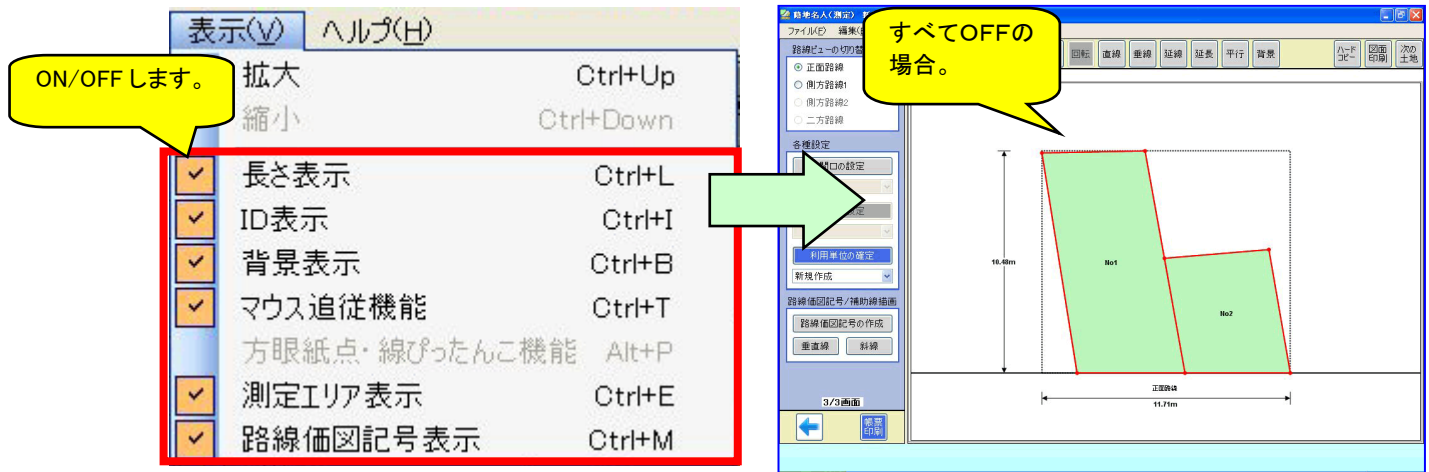 表示(V) ヘルプ(H)
ON/OFFします。
拡大 Ctrl+Up
縮小 Ctrl+Down
長さ表示 Ctrl+L
ID表示 Ctrl+I
背景表示 Ctrl+B
マウス追従機能 Ctrl+T
方眼紙点・線ぴったんこ機能 Alt+P
測定エリア表示 Ctrl+E
路線価図記号表示 Ctrl+M
すべてOFFの
場合。
路地名人(測定)
ファイル(F) 編集
路線ビューの切り替
正面路線
側方路線1
側方路線2
二方路線
回転 直線 垂線 延線 延長 平行 背景
ハードコピー 図面印刷 次の土地
各種設定
間口の設定
定
利用単位の確定
新規作成
路線価図記号/補助線描画
路線価図記号の作成
垂直線 斜線
3/3画面
帳票印刷
10.48m
No1
No2
正面路線
11.71m